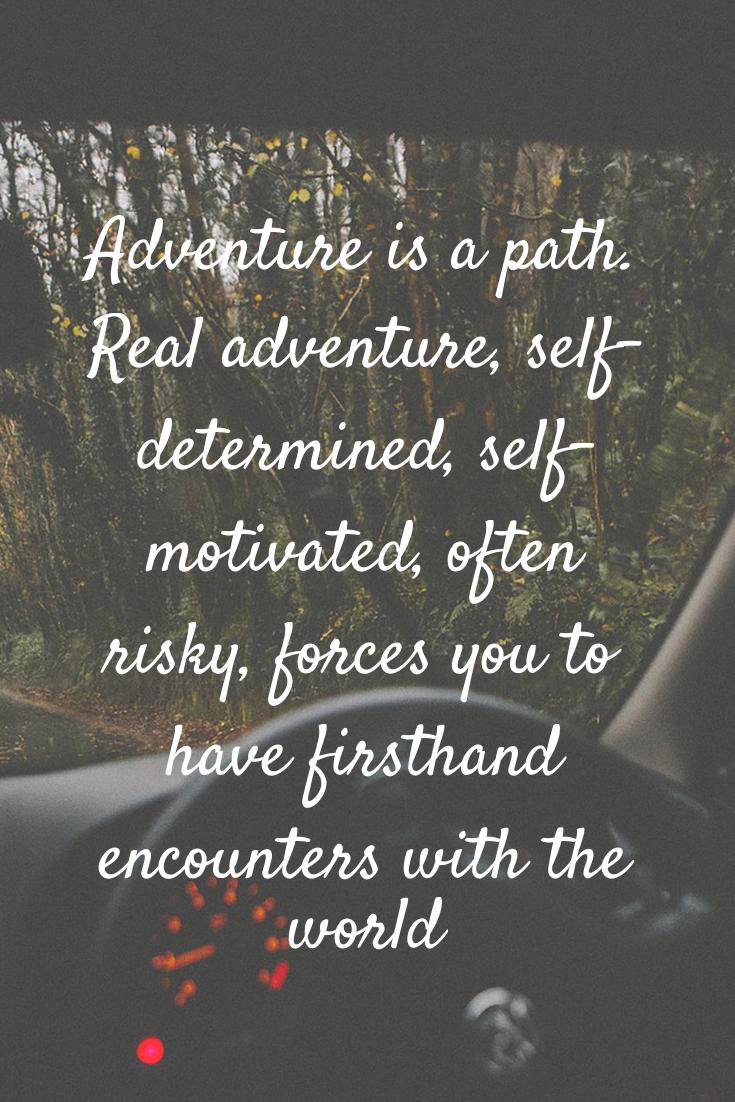 Adventure is a path.
Real adventure, self-
determined, self-
motivated, often
risky, forces you to
have firsthand
encounters with the
world